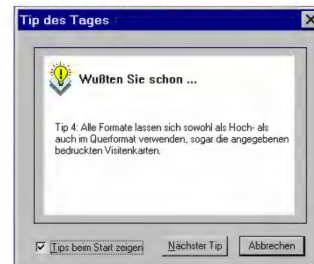 Tip des Tages
Wußten Sie schon ...
Tip 4: Alle Formate lassen sich sowohl als Hoch- als
auch im Querformat verwenden, sogar die angegebenen
bedruckten Visitenkarten.
Tips beim Start zeigen
Nächster Tip
Abbrechen